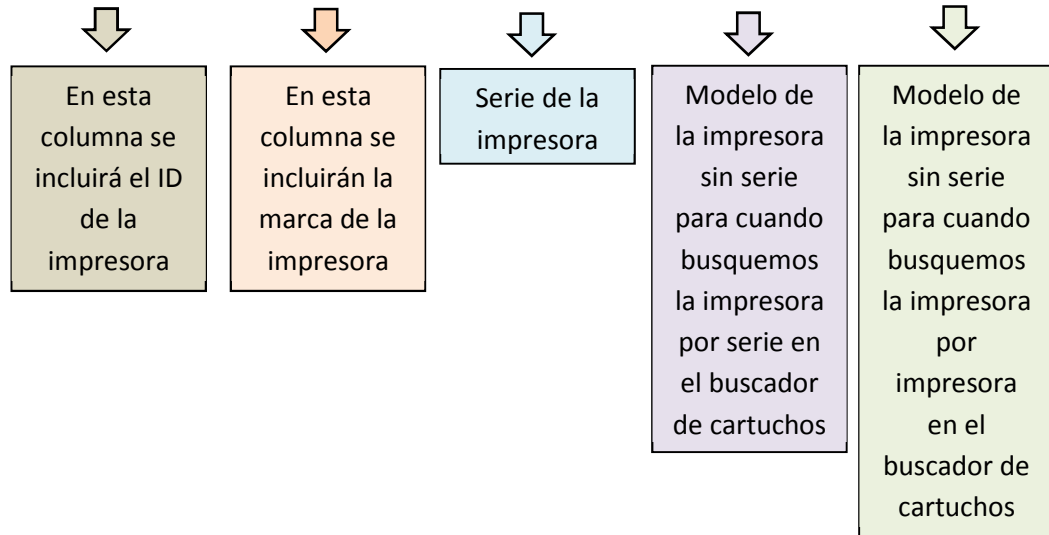 En esta
columna se
incluirá el ID
de la
impresora
En esta
columna se
incluirán la
marca de la
impresora
Serie de la
impresora
Modelo de
la impresora
sin serie
para cuando
busquemos
la impresora
por serie en
el buscador
de cartuchos
Modelo de
la impresora
sin serie
para cuando
busquemos
la impresora
por
impresora
en el
buscador de
cartuchos